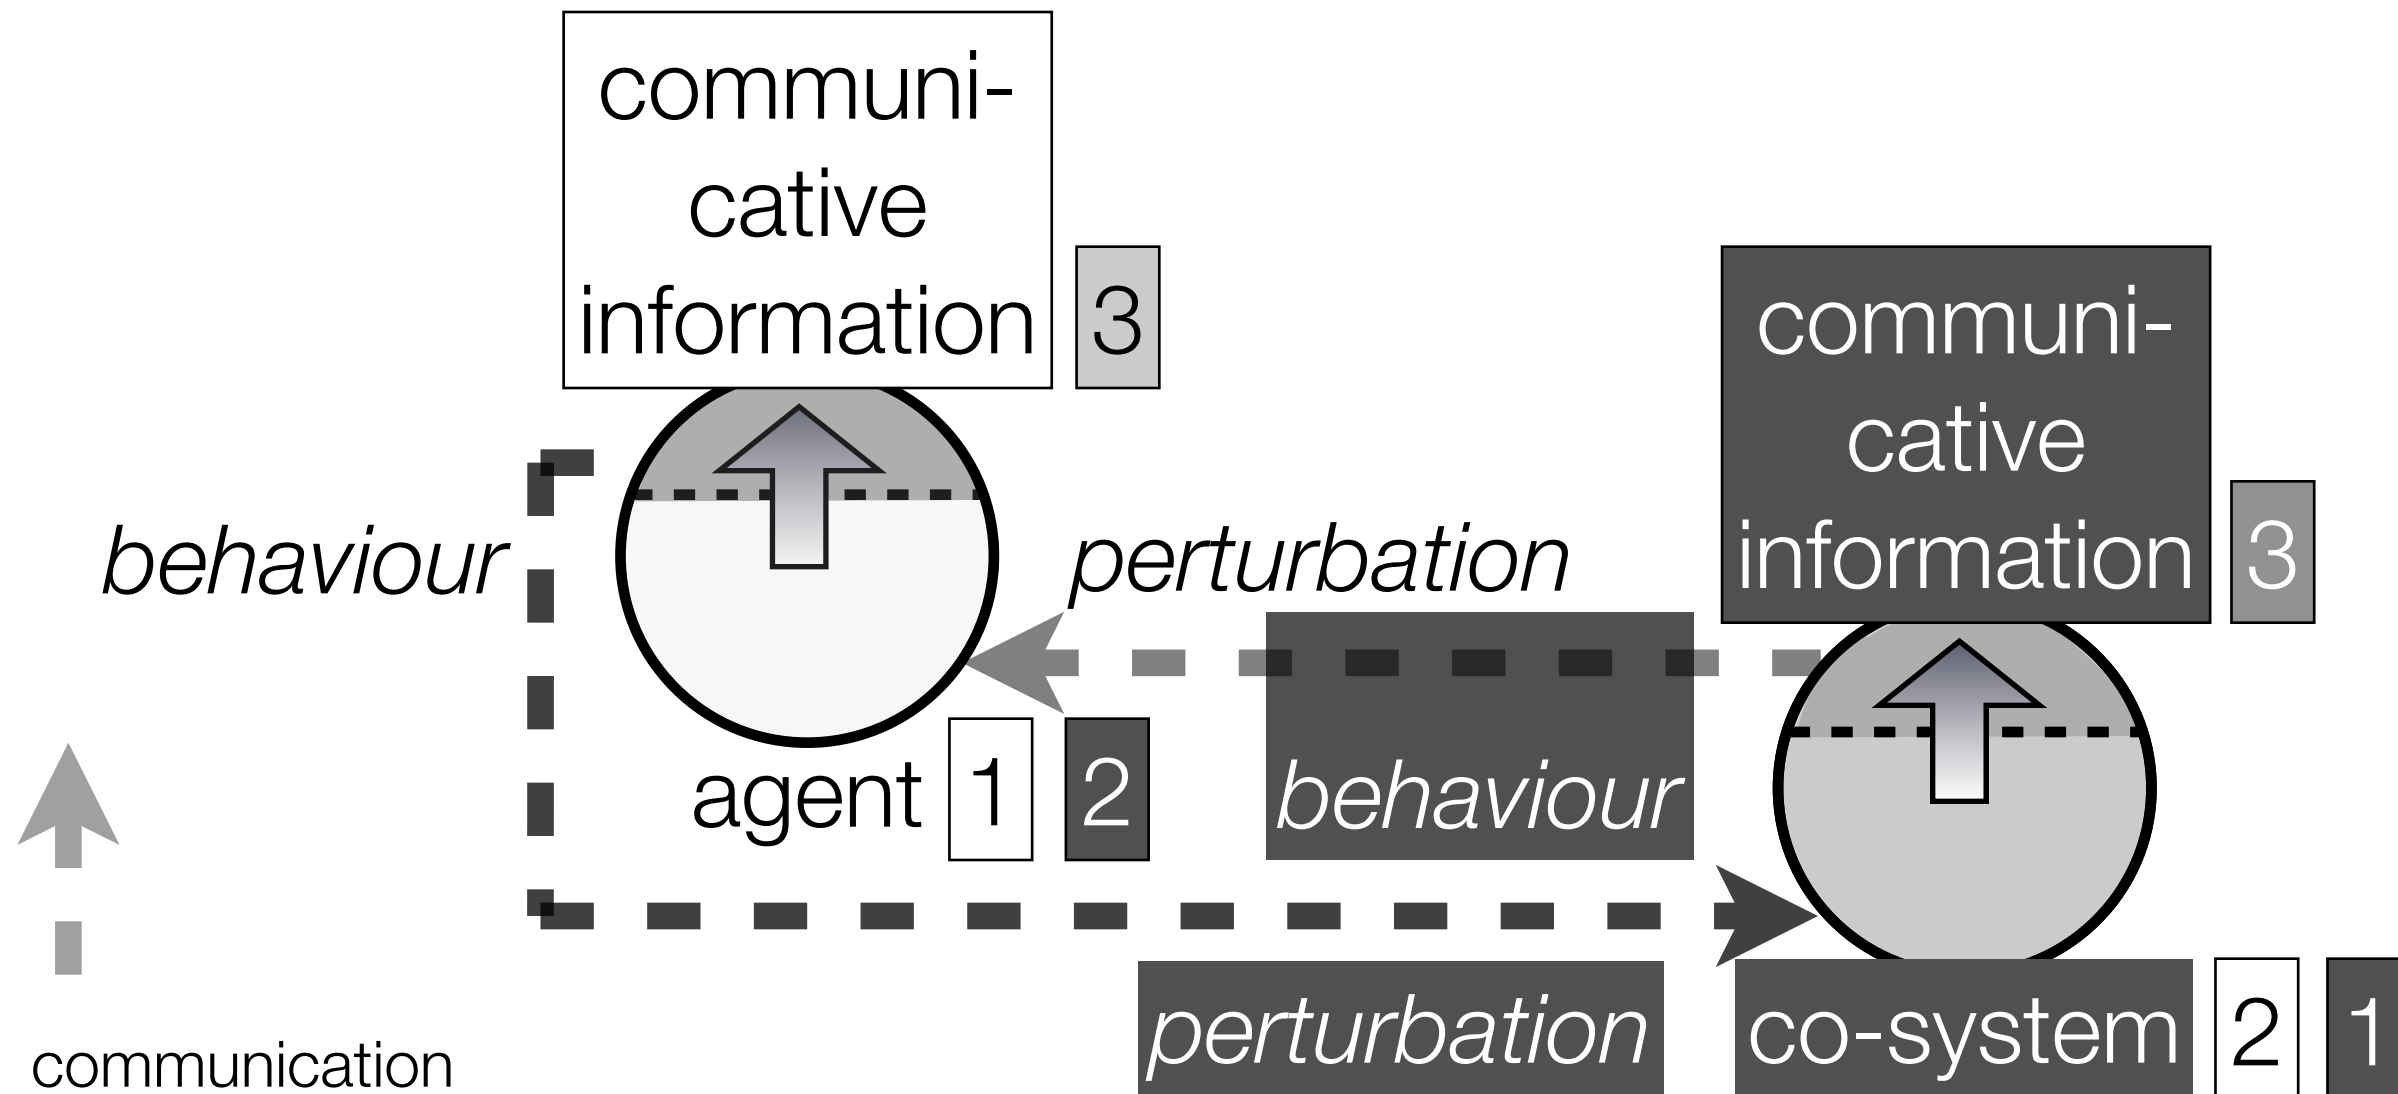 communi-
cative
information 3
communi-
cative
information 3
behaviour
perturbation
behaviour
agent 1 2
perturbation
co-system 2 1
communication